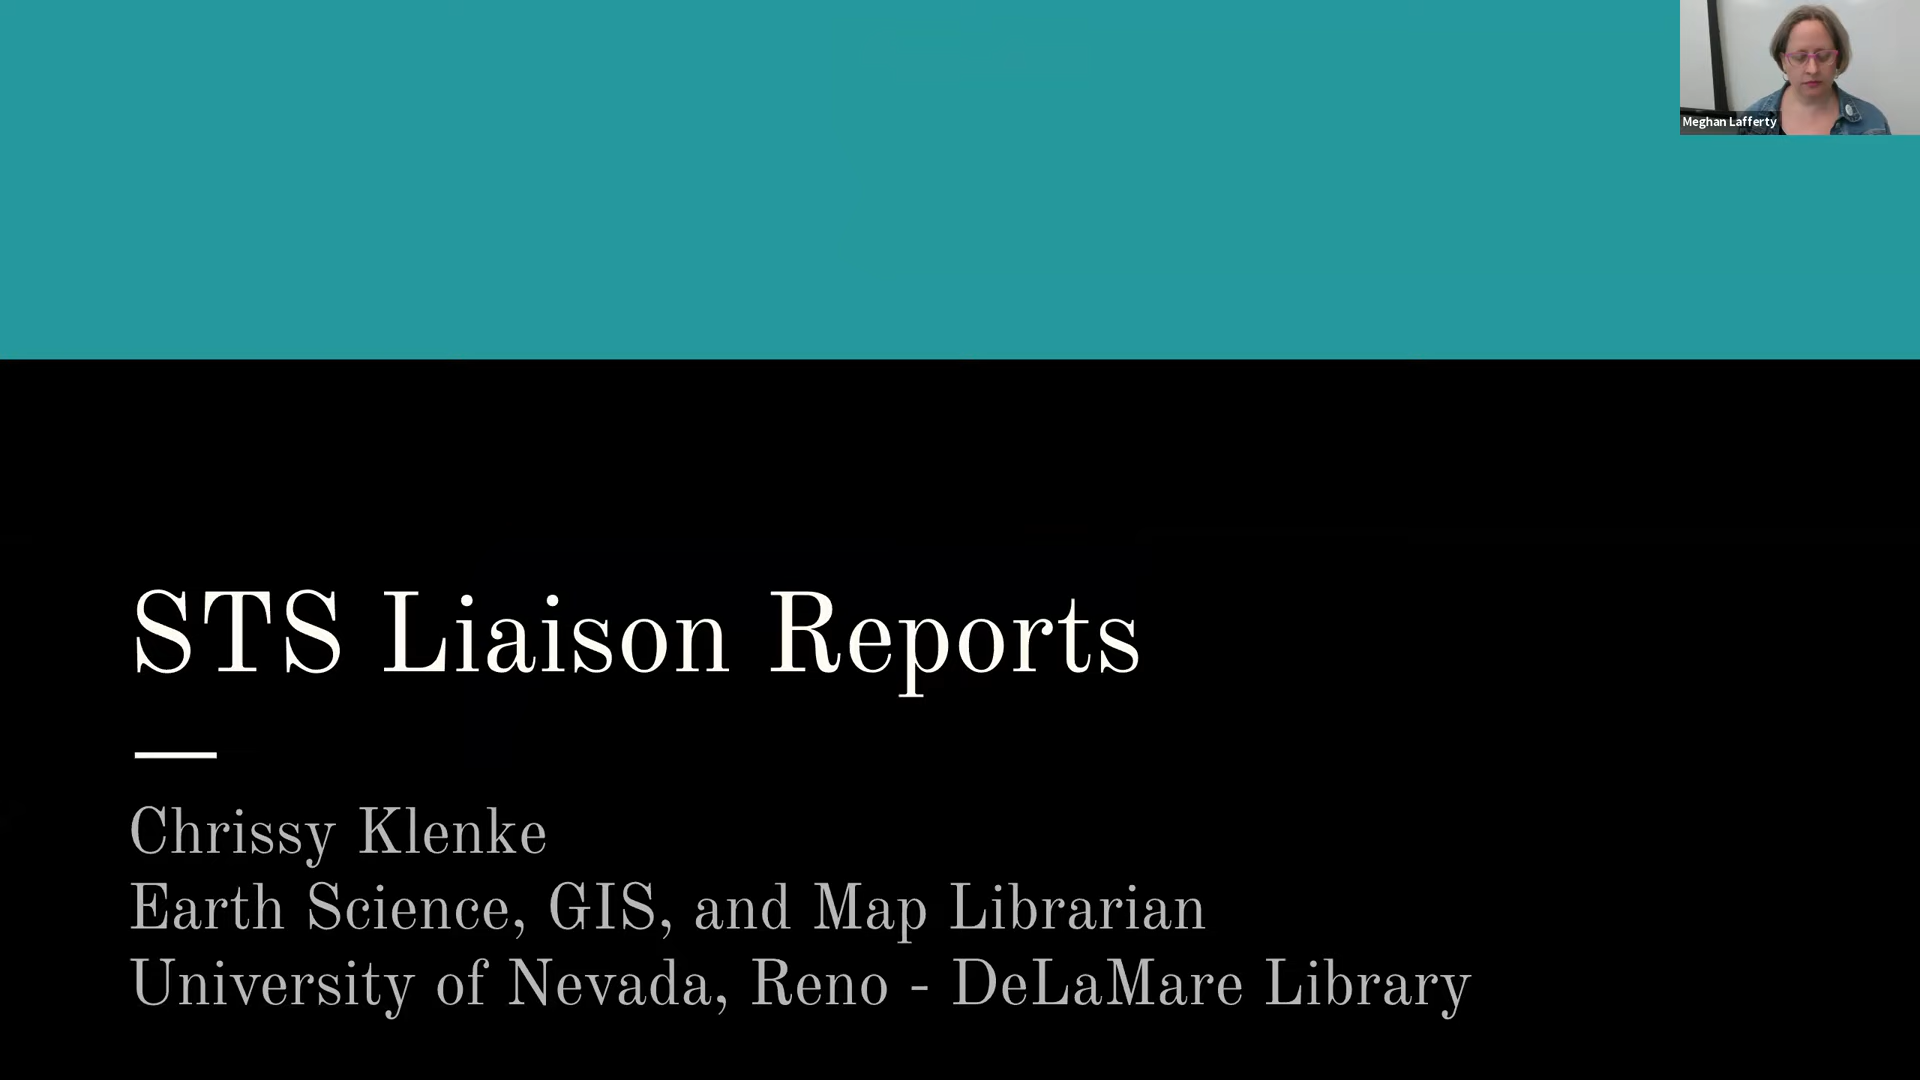 Meghan Lafferty
STS Liaison Reports
Chrissy Klenke
Earth Science, GIS, and Map Librarian
University of Nevada, Reno - DeLaMare Library